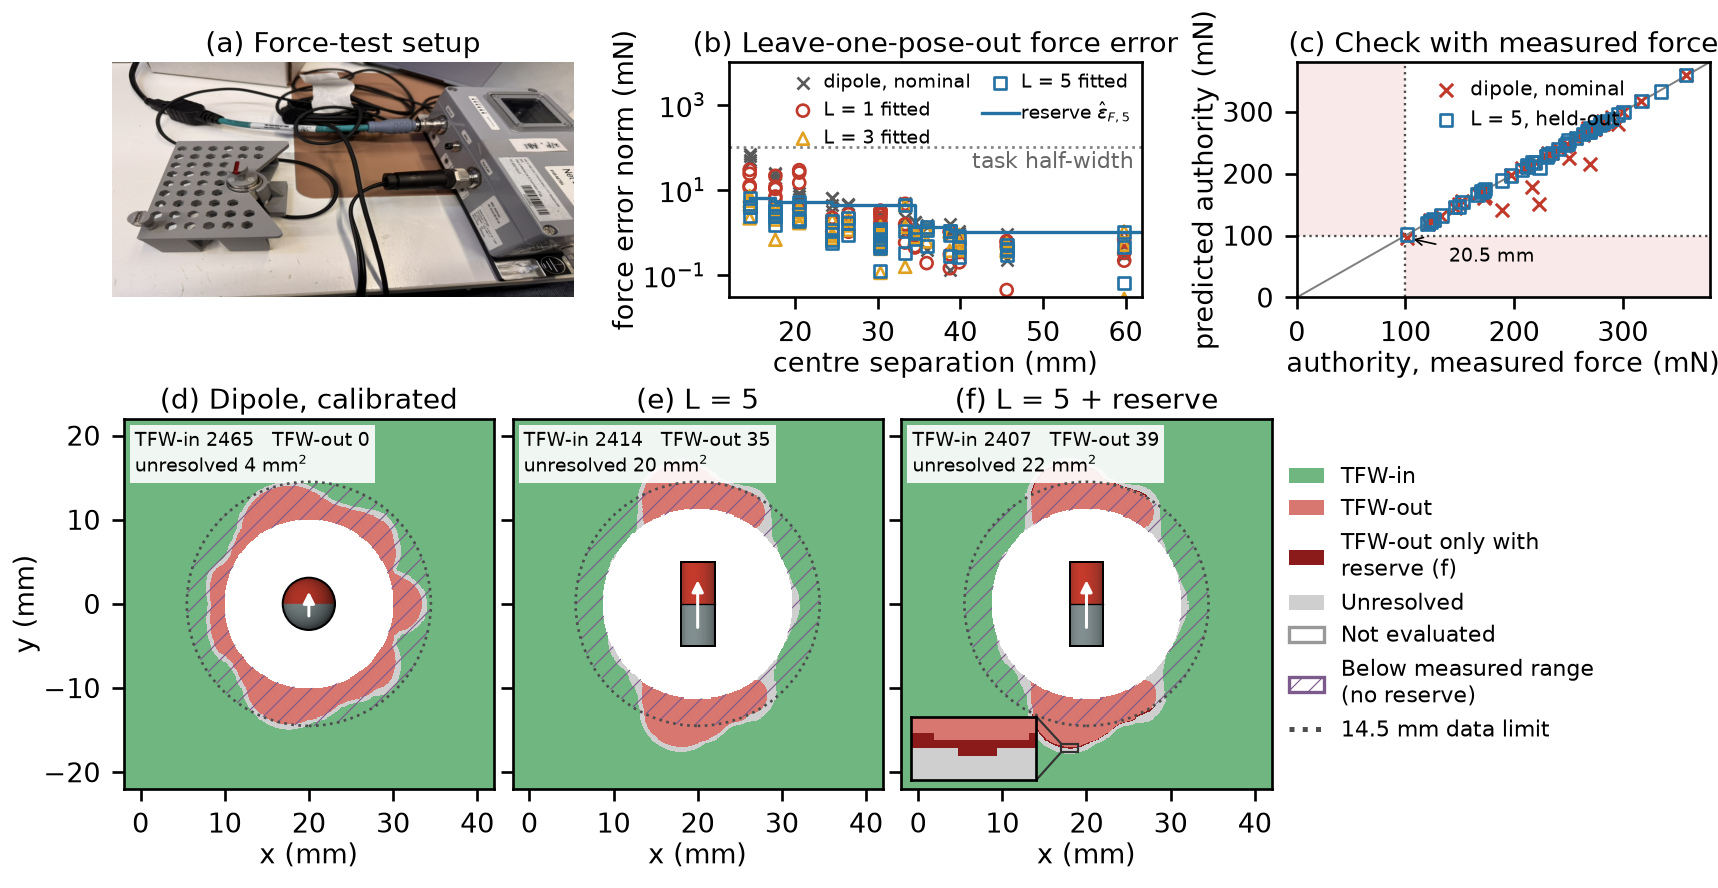 (a) Force-test setup
(b) Leave-one-pose-out force error
force error norm (mN)
10³
10¹
10⁻¹
dipole, nominal
L = 1 fitted
L = 3 fitted
L = 5 fitted
reserve ε̂F,5
task half-width
20 30 40 50 60
centre separation (mm)
(c) Check with measured force
predicted authority (mN)
300
200
100
0
dipole, nominal
L = 5, held-out
20.5 mm
0 100 200 300
authority, measured force (mN)
(d) Dipole, calibrated
TFW-in 2465 TFW-out 0
unresolved 4 mm²
y (mm)
20
10
0
−10
−20
0 10 20 30 40
x (mm)
(e) L = 5
TFW-in 2414 TFW-out 35
unresolved 20 mm²
0 10 20 30 40
x (mm)
(f) L = 5 + reserve
TFW-in 2407 TFW-out 39
unresolved 22 mm²
0 10 20 30 40
x (mm)
TFW-in
TFW-out
TFW-out only with
reserve (f)
Unresolved
Not evaluated
Below measured range
(no reserve)
14.5 mm data limit